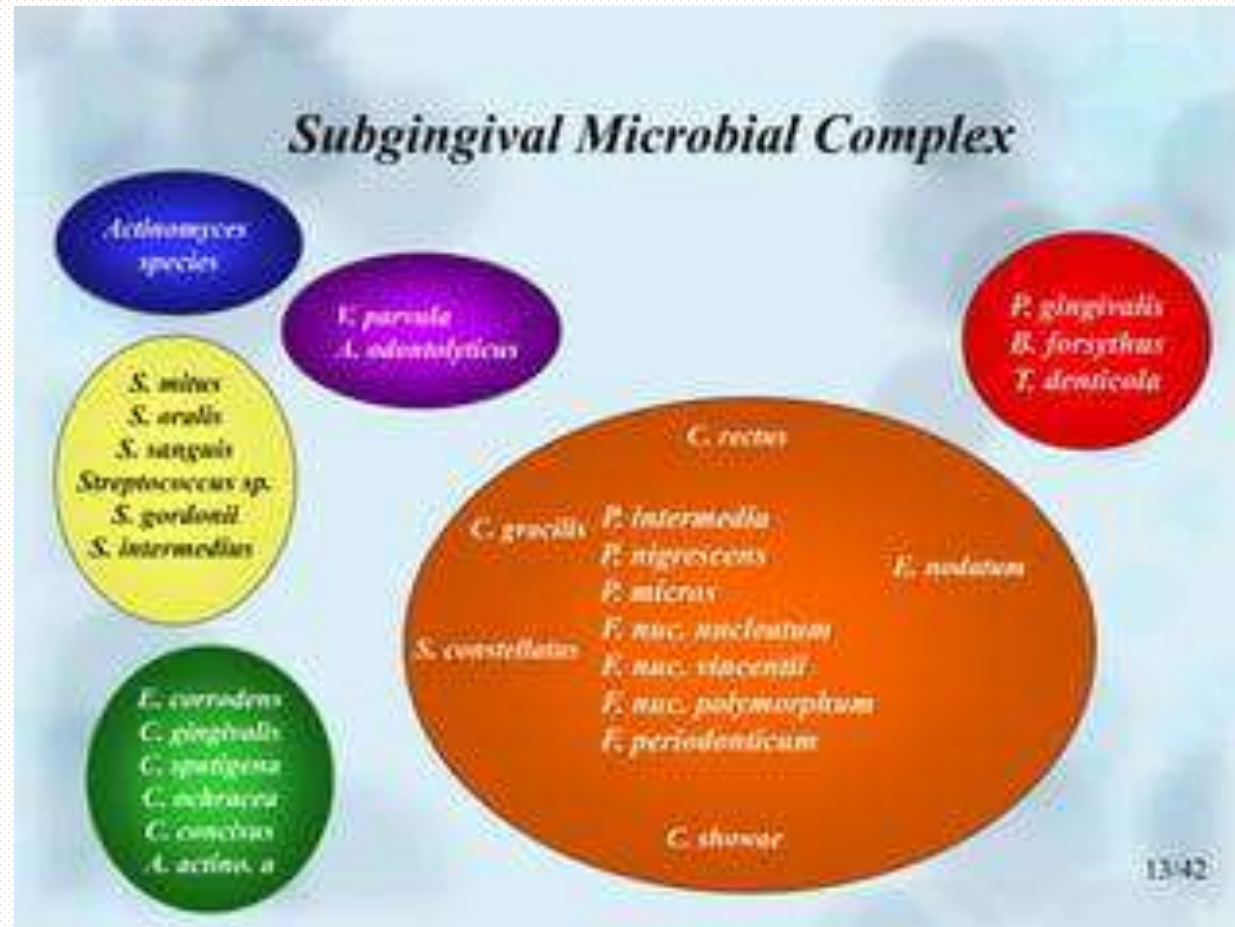 Subgingival Microbial Complex
Actinomyces
species
V. parvula
A. odontolyticus
P. gingivalis
B. forsythus
T. denticola
S. mitus
S. oralis
S. sanguis
Streptococcus sp.
S. gordonii
S. intermedius
C. rectus
C. gracilis
P. intermedia
P. nigrescens
P. micros
F. nuc. nucleatum
F. nuc. vincentii
F. nuc. polymorphum
F. periodonticum
E. nodatum
S. constellatus
C. showae
E. corrodens
C. gingivalis
C. sputigena
C. ochracea
C. concisus
A. actino. a
13/42